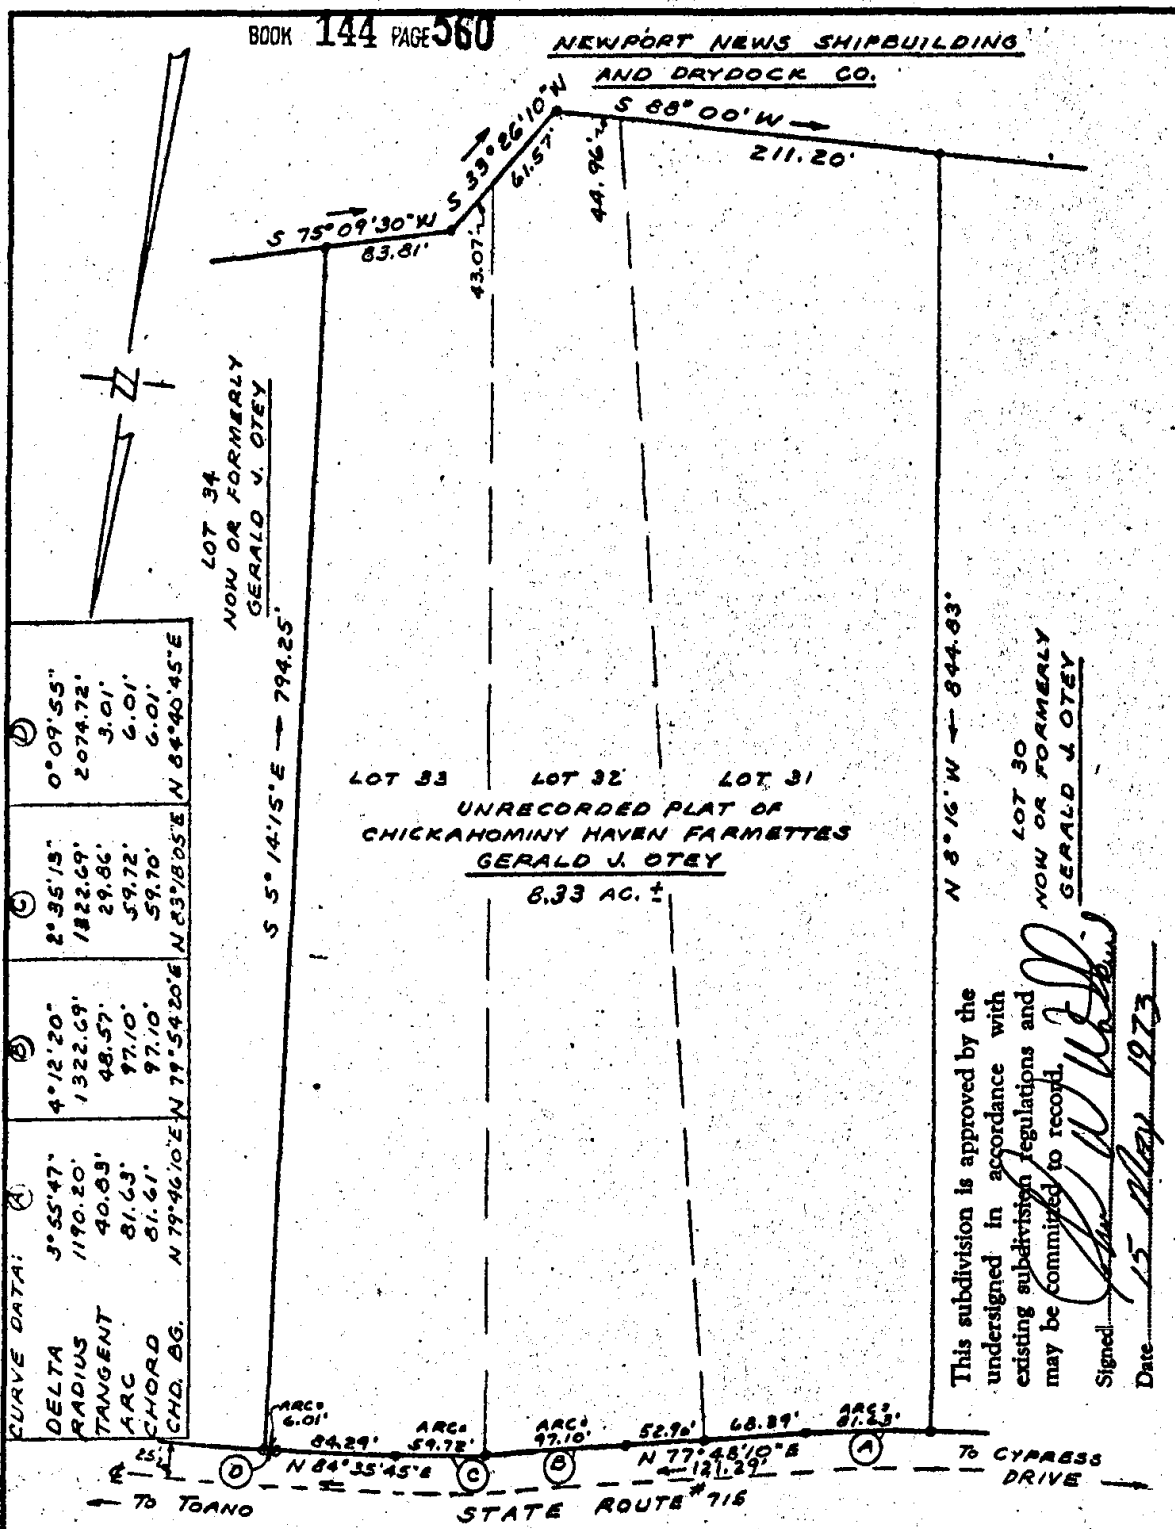 BOOK 144 PAGE 560
NEWPORT NEWS SHIPBUILDING
AND DRYDOCK CO.
S 88° 00' W
211.20'
S 33° 26' 10" W
61.57'
44.96'
S 75° 09' 30" W
83.81'
43.07'
LOT 34
NOW OR FORMERLY
GERALD J. OTEY
S 5° 14' 15" E 794.25'
N 8° 16' W 844.83'
LOT 30
NOW OR FORMERLY
GERALD J. OTEY
LOT 33 LOT 32 LOT 31
UNRECORDED PLAT OF
CHICKAHOMINY HAVEN FARMETTES
GERALD J. OTEY
8.33 AC. ±
CURVE DATA: A B C D
DELTA 3°55'47" 4°12'20" 2°35'13" 0°09'55"
RADIUS 1190.20' 1322.69' 1322.69' 2074.72'
TANGENT 40.83' 48.57' 29.86' 3.01'
ARC 81.63' 97.10' 59.72' 6.01'
CHORD 81.61' 97.10' 59.70' 6.01'
CHD. BG. N 79°46'10"E N 79°54'20"E N 83°18'05"E N 84°40'45"E
This subdivision is approved by the
undersigned in accordance with
existing subdivision regulations and
may be committed to record.
Signed
Date 15 May 1973
ARC=
6.01'
84.29'
ARC=
59.72'
ARC=
97.10'
52.90'
68.39'
ARC=
81.63'
25'
D
N 84°35'45"E
C
B
N 77°48'10"E
121.29'
A
TO CYPRESS
DRIVE
TO TOANO
STATE ROUTE #715